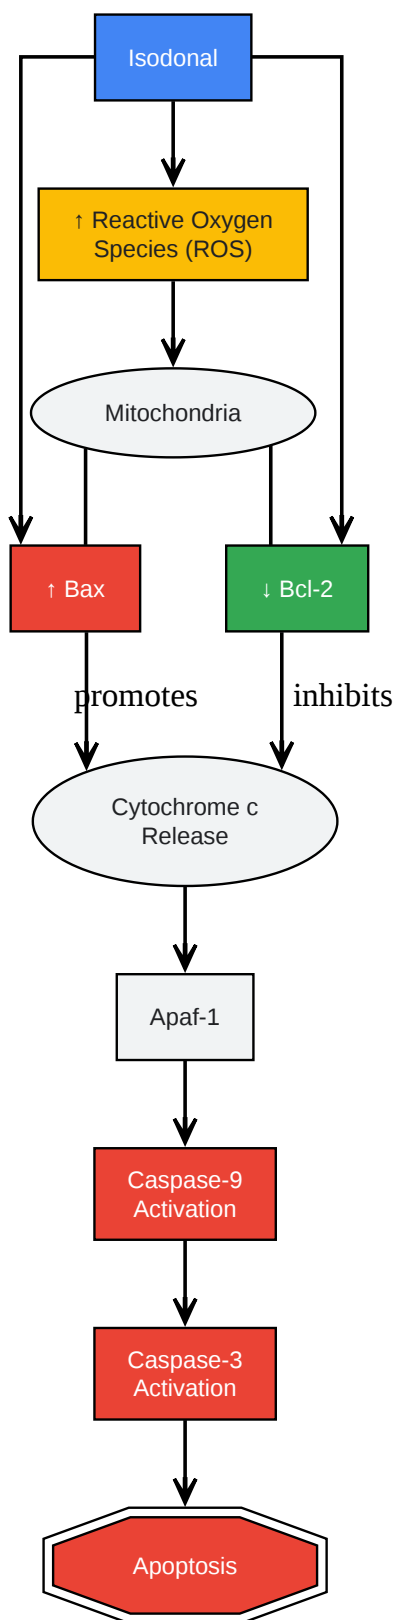 Isodonal
↑ Reactive Oxygen
Species (ROS)
Mitochondria
↑ Bax
↓ Bcl-2
promotes
inhibits
Cytochrome c
Release
Apaf-1
Caspase-9
Activation
Caspase-3
Activation
Apoptosis